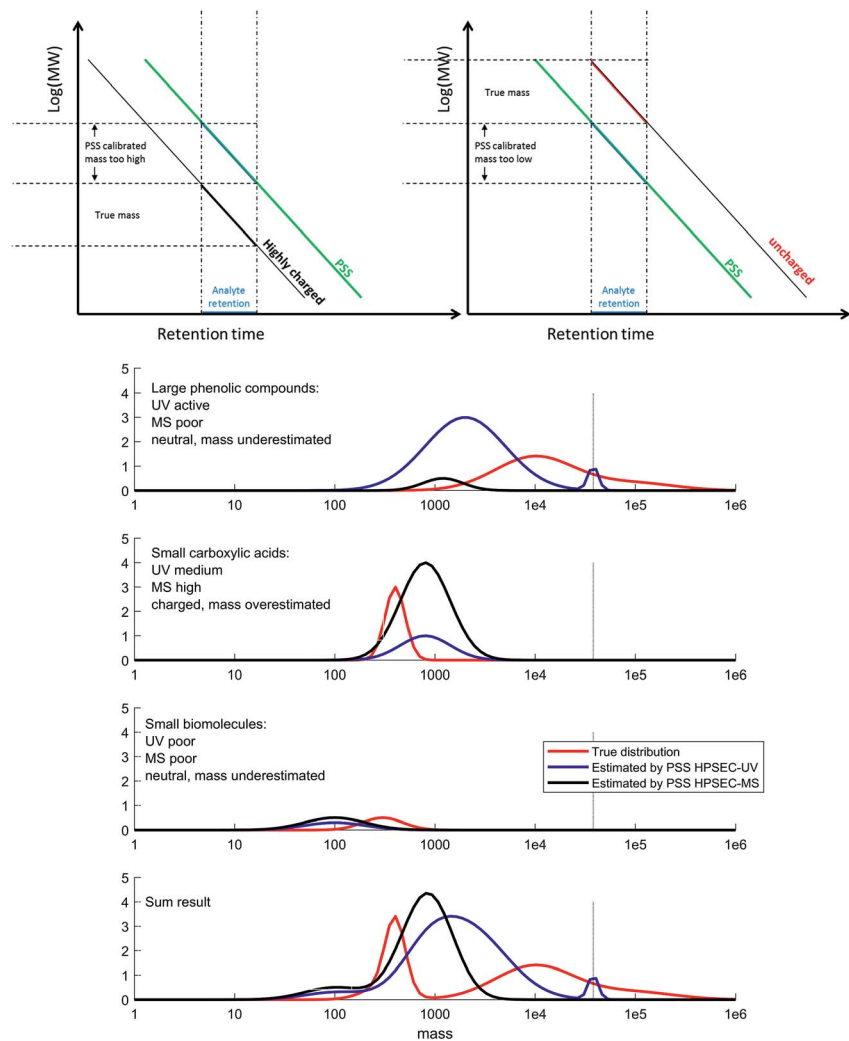 Log(MW)
PSS calibrated
mass too high
True mass
Highly charged
PSS
Analyte
retention
Retention time
Log(MW)
True mass
PSS calibrated
mass too low
PSS
uncharged
Analyte
retention
Retention time
5
4
3
2
1
0
Large phenolic compounds:
UV active
MS poor
neutral, mass underestimated
1 10 100 1000 1e4 1e5 1e6
5
4
3
2
1
0
Small carboxylic acids:
UV medium
MS high
charged, mass overestimated
1 10 100 1000 1e4 1e5 1e6
5
4
3
2
1
0
Small biomolecules:
UV poor
MS poor
neutral, mass underestimated
True distribution
Estimated by PSS HPSEC-UV
Estimated by PSS HPSEC-MS
1 10 100 1000 1e4 1e5 1e6
5
4
3
2
1
0
Sum result
1 10 100 1000 1e4 1e5 1e6
mass